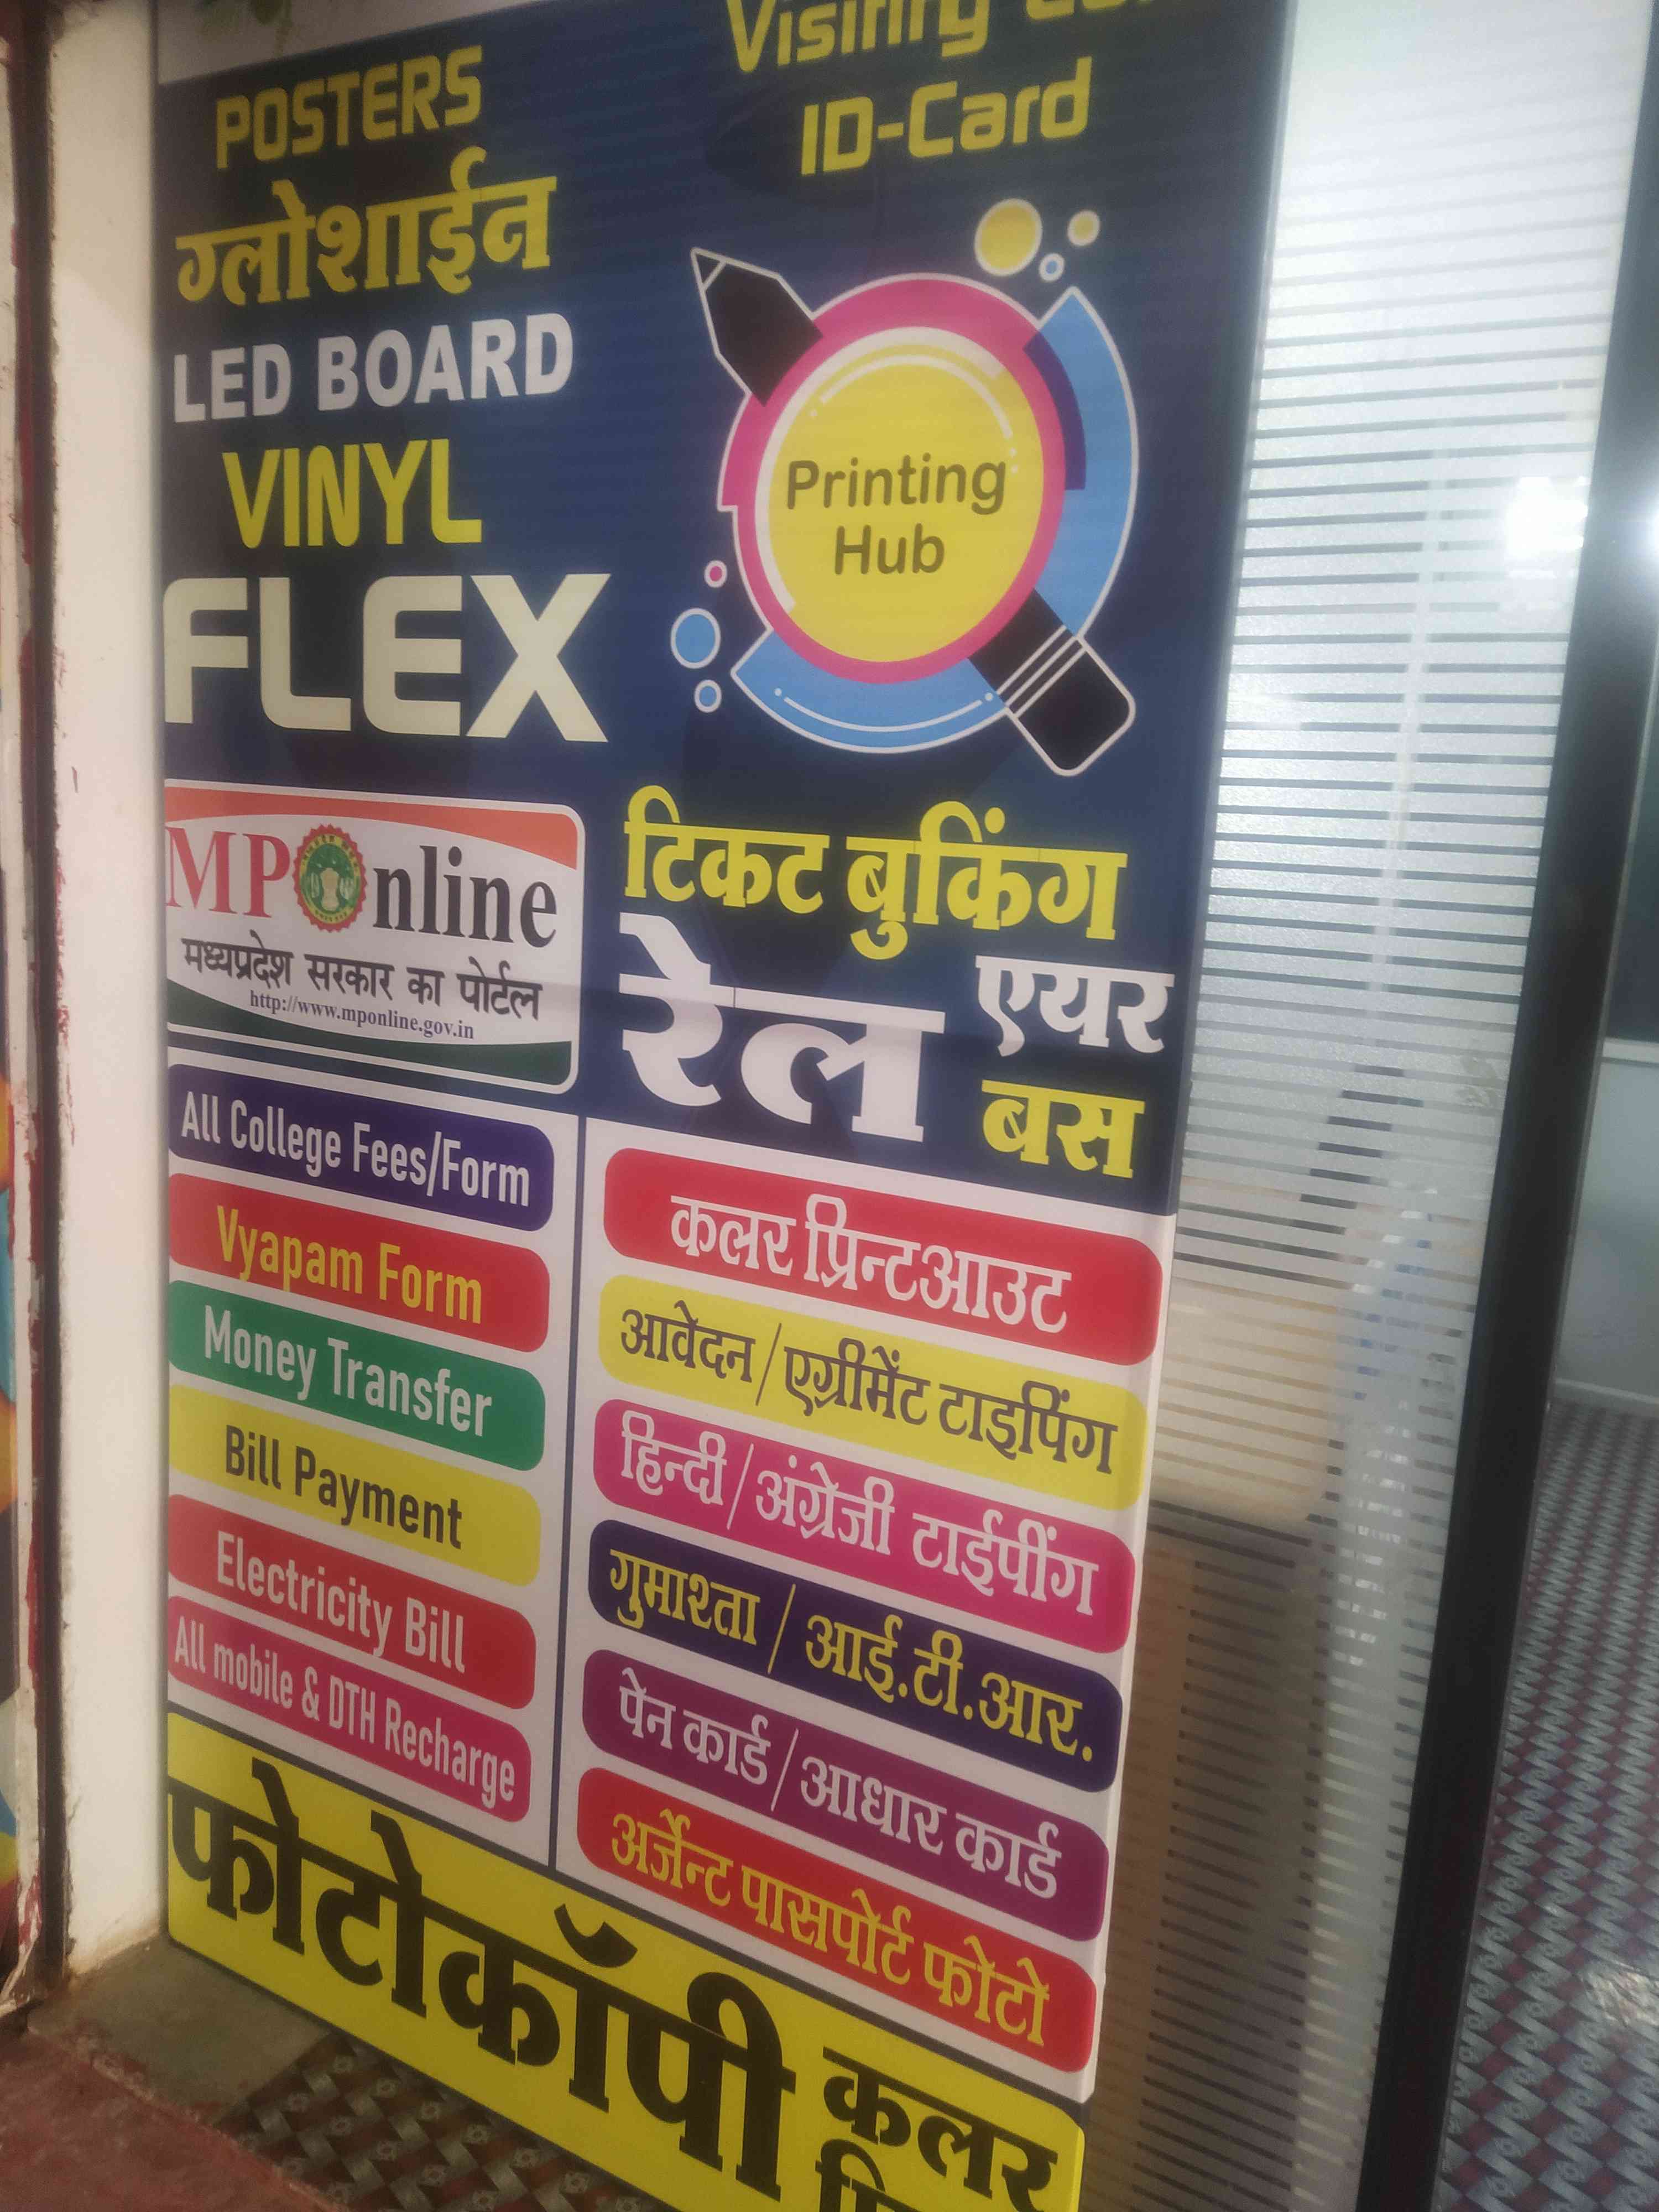 POSTERS
ग्लोशाईन
LED BOARD
VINYL
FLEX
ID-Card
Printing
Hub
MPOnline
मध्यप्रदेश सरकार का पोर्टल
http://www.mponline.gov.in
टिकट बुकिंग
रेल
एयर
बस
All College Fees/Form
Vyapam Form
Money Transfer
Bill Payment
Electricity Bill
All mobile & DTH Recharge
कलर प्रिन्टआउट
आवेदन / एग्रीमेंट टाइपिंग
हिन्दी / अंग्रेजी टाईपींग
गुमाश्ता / आई.टी.आर.
पेन कार्ड / आधार कार्ड
अर्जेन्ट पासपोर्ट फोटो
फोटोकॉपी
कलर